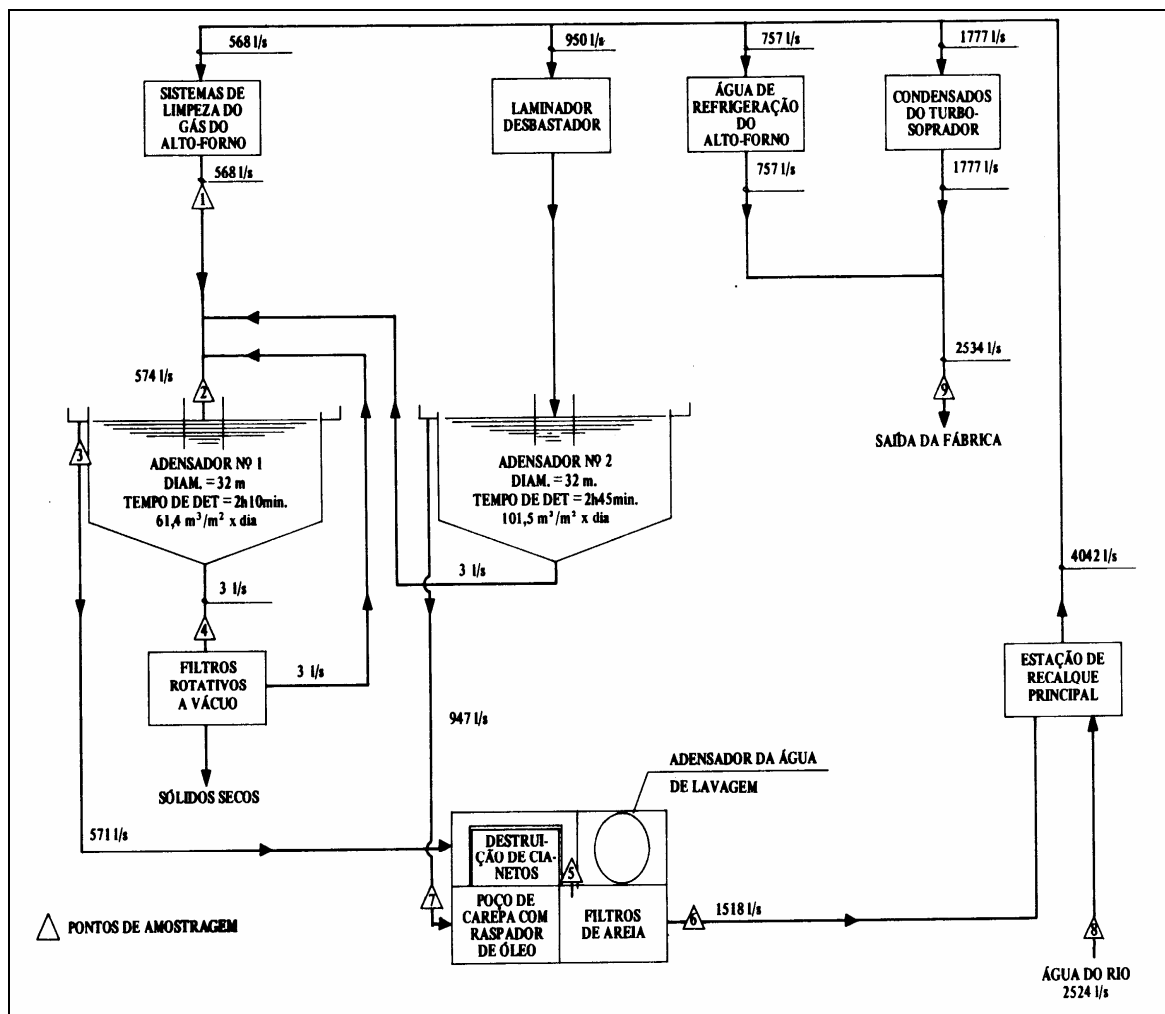 568 l/s
950 l/s
757 l/s
1777 l/s
SISTEMAS DE
LIMPEZA DO
GÁS DO
ALTO-FORNO
LAMINADOR
DESBASTADOR
ÁGUA DE
REFRIGERAÇÃO
DO
ALTO-FORNO
CONDENSADOS
DO TURBO-
SOPRADOR
568 l/s
757 l/s
1777 l/s
1
574 l/s
2
3
2534 l/s
9
SAÍDA DA FÁBRICA
ADENSADOR Nº 1
DIAM. = 32 m
TEMPO DE DET = 2h10min.
61,4 m³/m² x dia
ADENSADOR Nº 2
DIAM. = 32 m.
TEMPO DE DET = 2h45min.
101,5 m³/m² x dia
3 l/s
3 l/s
4042 l/s
4
FILTROS
ROTATIVOS
A VÁCUO
3 l/s
ESTAÇÃO DE
RECALQUE
PRINCIPAL
947 l/s
SÓLIDOS SECOS
ADENSADOR DA ÁGUA
DE LAVAGEM
571 l/s
DESTRUI-
ÇÃO DE CIA-
NETOS
5
7
POÇO DE
CAREPA COM
RASPADOR
DE ÓLEO
FILTROS
DE AREIA
6
1518 l/s
8
PONTOS DE AMOSTRAGEM
ÁGUA DO RIO
2524 l/s